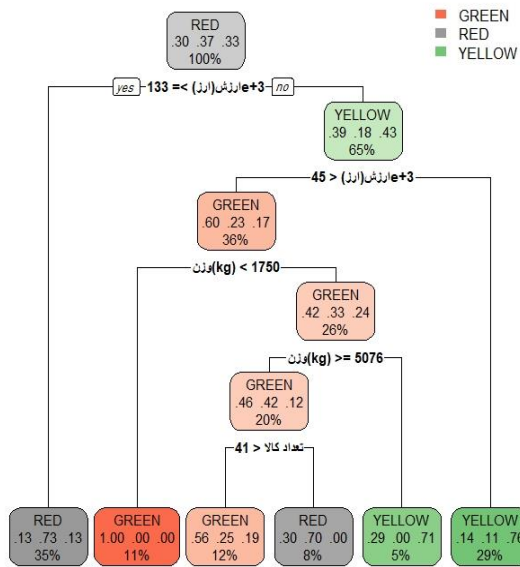 GREEN
RED
YELLOW
RED
.30 .37 .33
100%
yes ارزش(ارز) >= 133e+3 no
YELLOW
.39 .18 .43
65%
ارزش(ارز) < 45e+3
GREEN
.60 .23 .17
36%
وزن(kg) < 1750
GREEN
.42 .33 .24
26%
وزن(kg) >= 5076
GREEN
.46 .42 .12
20%
تعداد کالا < 41
RED
.13 .73 .13
35%
GREEN
1.00 .00 .00
11%
GREEN
.56 .25 .19
12%
RED
.30 .70 .00
8%
YELLOW
.29 .00 .71
5%
YELLOW
.14 .11 .76
29%